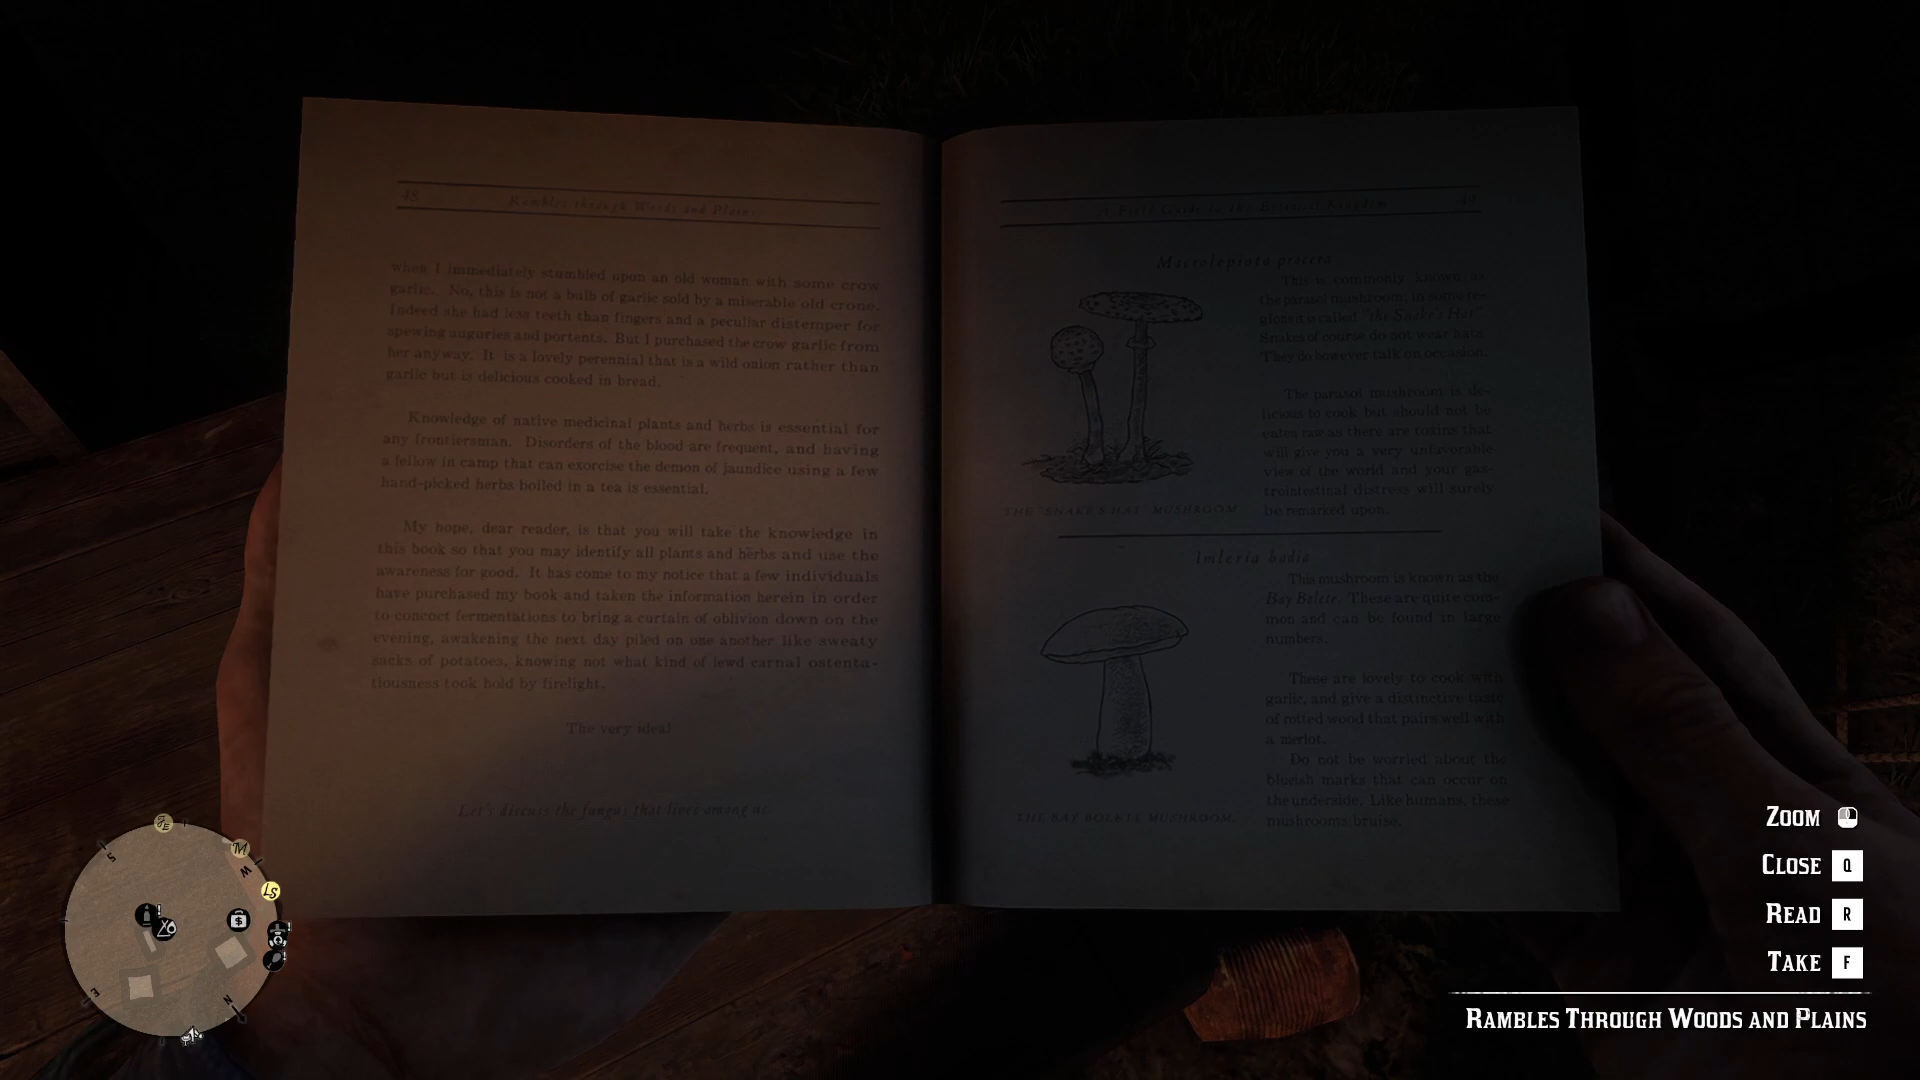 48 Rambles through Woods and Plains
when I immediately stumbled upon an old woman with some crow
garlic. No, this is not a bulb of garlic sold by a miserable old crone.
Indeed she had less teeth than fingers and a peculiar distemper for
spewing auguries and portents. But I purchased the crow garlic from
her anyway. It is a lovely perennial that is a wild onion rather than
garlic but is delicious cooked in bread.
Knowledge of native medicinal plants and herbs is essential for
any frontiersman. Disorders of the blood are frequent, and having
a fellow in camp that can exorcise the demon of jaundice using a few
hand-picked herbs boiled in a tea is essential.
My hope, dear reader, is that you will take the knowledge in
this book so that you may identify all plants and herbs and use the
awareness for good. It has come to my notice that a few individuals
have purchased my book and taken the information herein in order
to concoct fermentations to bring a curtain of oblivion down on the
evening, awakening the next day piled on one another like sweaty
sacks of potatoes, knowing not what kind of lewd carnal ostenta-
tiousness took hold by firelight.
The very idea!
Let's discuss the fungus that lives among us
A Field Guide to the Botanical Kingdom 49
Macrolepiota procera
This is commonly known as
the parasol mushroom; in some re-
gions it is called "the Snake's Hat".
Snakes of course do not wear hats.
They do however talk on occasion.
The parasol mushroom is de-
licious to cook but should not be
eaten raw as there are toxins that
will give you a very unfavorable
view of the world and your gas-
trointestinal distress will surely
be remarked upon.
THE "SNAKE'S HAT" MUSHROOM
Imleria badia
This mushroom is known as the
Bay Bolete. These are quite com-
mon and can be found in large
numbers.
These are lovely to cook with
garlic, and give a distinctive taste
of rotted wood that pairs well with
a merlot.
Do not be worried about the
blueish marks that can occur on
the underside. Like humans, these
mushrooms bruise.
THE BAY BOLETE MUSHROOM.
S
W
E
N
JE
M
LS
$
ZOOM
CLOSE Q
READ R
TAKE F
RAMBLES THROUGH WOODS AND PLAINS